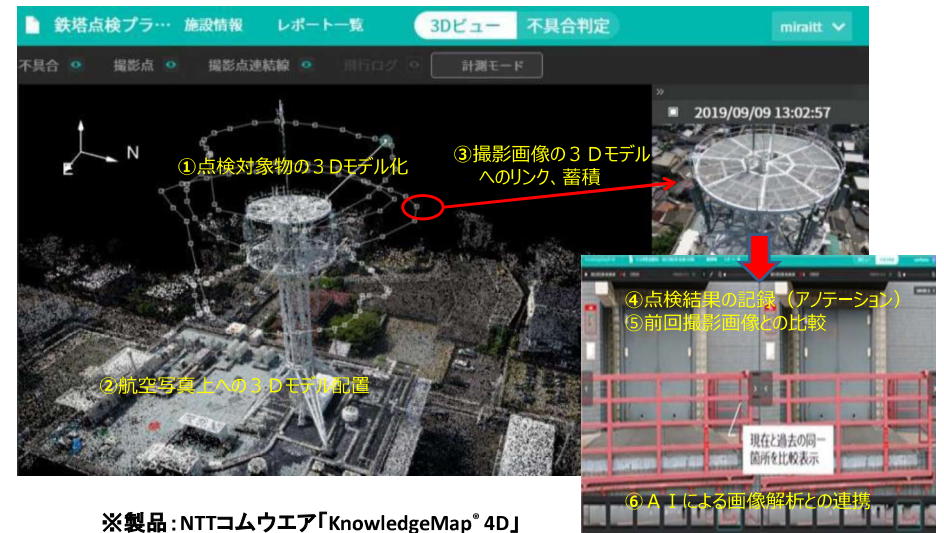 鉄塔点検プラ… 施設情報 レポート一覧 3Dビュー 不具合判定 miraitt
不具合 撮影点 撮影点連結線 飛行ログ 計測モード
»
2019/09/09 13:02:57
N
①点検対象物の３Dモデル化
③撮影画像の３Ｄモデル
へのリンク、蓄積
②航空写真上への３Ｄモデル配置
④点検結果の記録（アノテーション）
⑤前回撮影画像との比較
現在と過去の同一
箇所を比較表示
⑥ＡＩによる画像解析との連携
※製品：NTTコムウエア「KnowledgeMap® 4D」